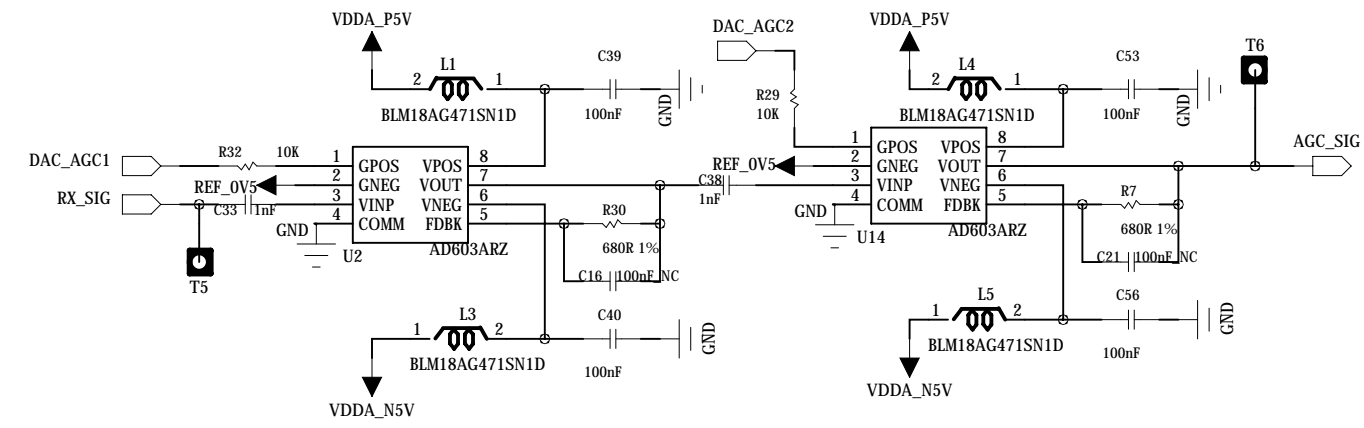 VDDA_P5V
DAC_AGC2
VDDA_P5V
T6
L1
2 1
C39
L4
2 1
C53
BLM18AG471SN1D
100nF
GND
R29
10K
BLM18AG471SN1D
100nF
GND
DAC_AGC1
R32 10K
1 GPOS VPOS 8
REF_0V5
2 GNEG VOUT 7
RX_SIG
C33 1nF
3 VINP VNEG 6
GND
4 COMM FDBK 5
U2
AD603ARZ
T5
C38
1nF
R30
680R 1%
C16 100nF_NC
1 GPOS VPOS 8
REF_0V5
2 GNEG VOUT 7
3 VINP VNEG 6
GND
4 COMM FDBK 5
U14
AD603ARZ
AGC_SIG
R7
680R 1%
C21 100nF_NC
L3
1 2
C40
GND
BLM18AG471SN1D
100nF
VDDA_N5V
L5
1 2
C56
GND
BLM18AG471SN1D
100nF
VDDA_N5V